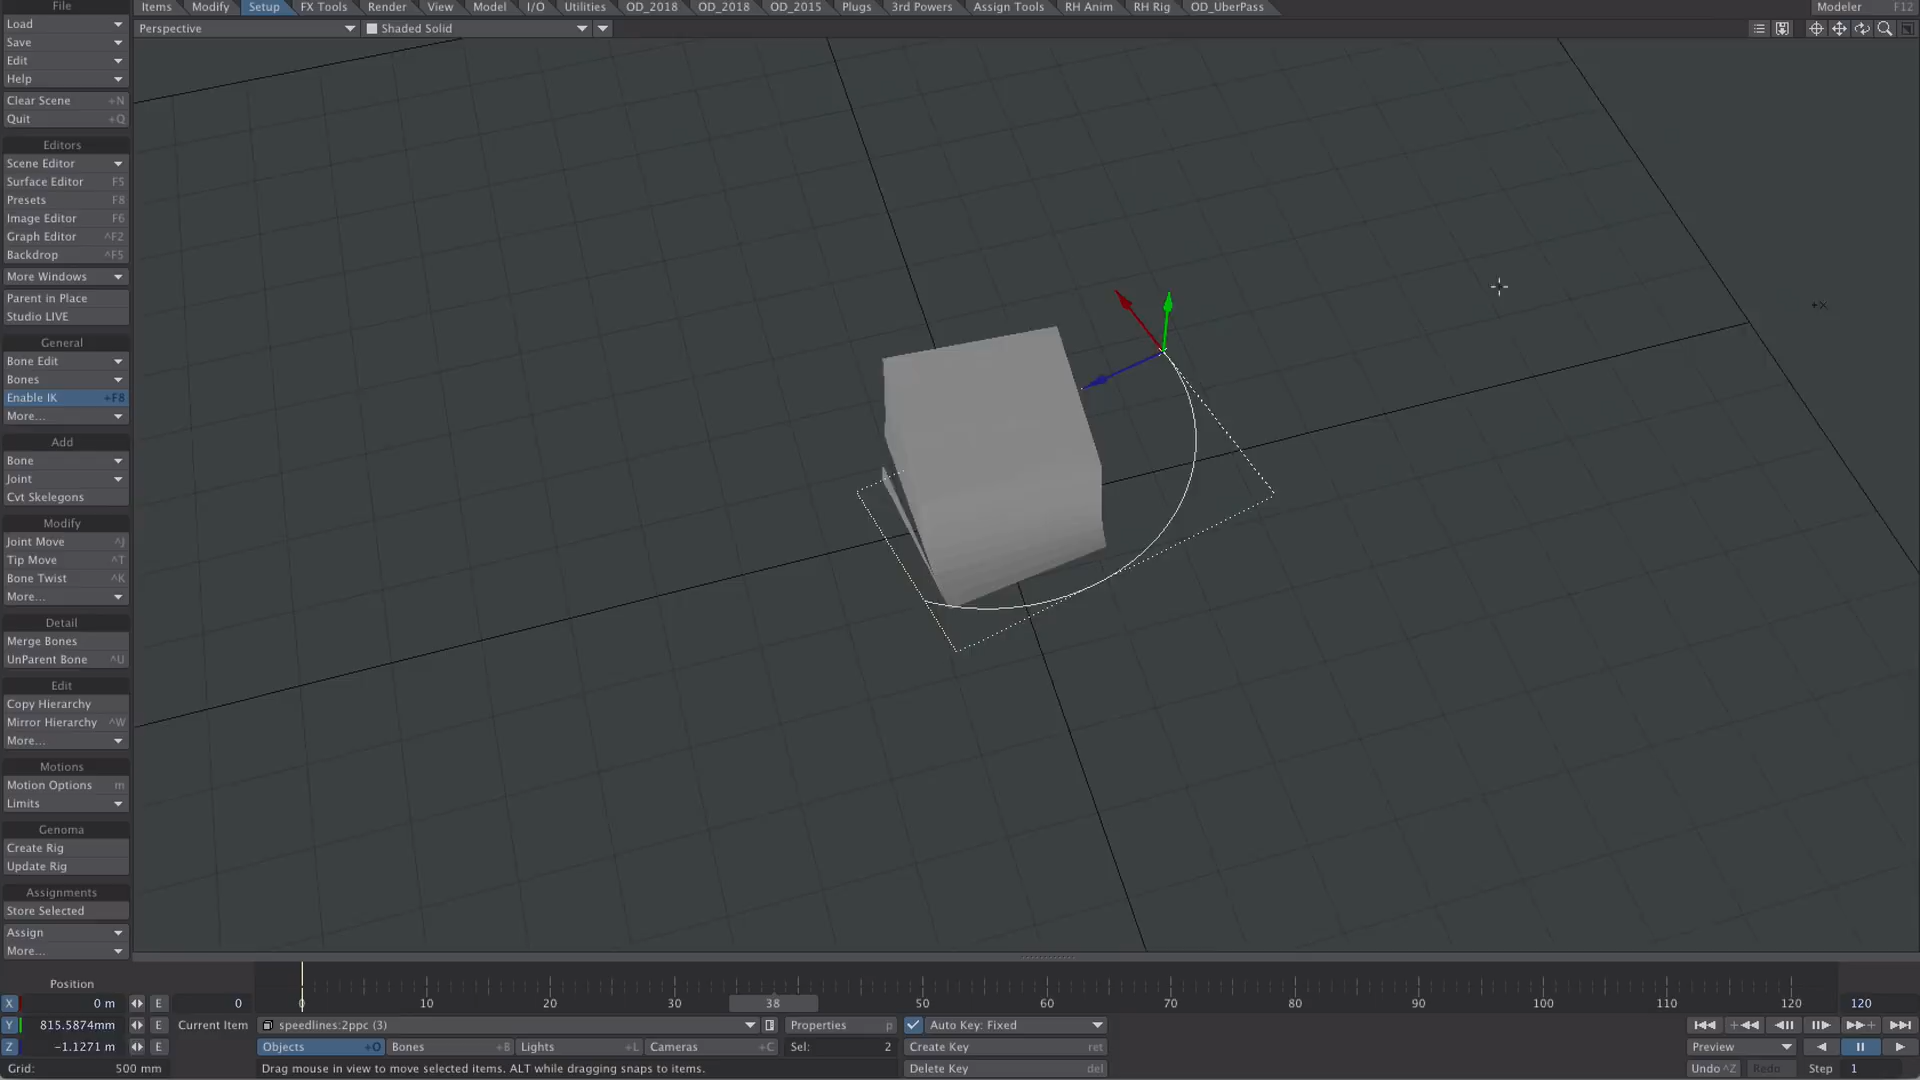 File
Items Modify Setup FX Tools Render View Model I/O Utilities OD_2018 OD_2018 OD_2015 Plugs 3rd Powers Assign Tools RH Anim RH Rig OD_UberPass Modeler F12
Load
Perspective Shaded Solid
Save
Edit
Help
Clear Scene +N
Quit +Q
Editors
Scene Editor
Surface Editor F5
Presets F8
Image Editor F6
Graph Editor ^F2
Backdrop ^F5
More Windows
Parent in Place
Studio LIVE
General
Bone Edit
Bones
Enable IK +F8
More...
Add
Bone
Joint
Cvt Skelegons
Modify
Joint Move ^J
Tip Move ^T
Bone Twist ^K
More...
Detail
Merge Bones
UnParent Bone ^U
Edit
Copy Hierarchy
Mirror Hierarchy ^W
More...
Motions
Motion Options m
Limits
Genoma
Create Rig
Update Rig
Assignments
Store Selected
Assign
More...
+X
Position
X 0 m E 0 0 10 20 30 38 50 60 70 80 90 100 110 120 120
Y 815.5874mm E Current Item speedlines:2ppc (3) Properties p Auto Key: Fixed
Z -1.1271 m E Objects +O Bones +B Lights +L Cameras +C Sel: 2 Create Key ret Preview
Grid: 500 mm Drag mouse in view to move selected items. ALT while dragging snaps to items. Delete Key del Undo ^Z Redo Step 1